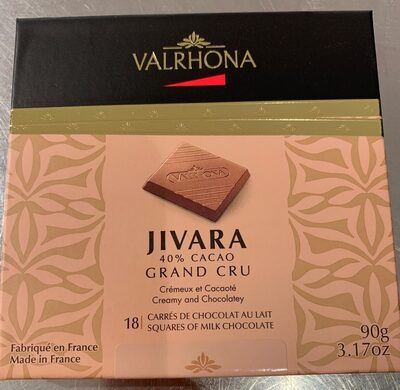 VALRHONA
VALRHONA
JIVARA
40% CACAO
GRAND CRU
Crémeux et Cacaoté
Creamy and Chocolatey
18 | CARRÉS DE CHOCOLAT AU LAIT
SQUARES OF MILK CHOCOLATE
Fabriqué en France
Made in France
90g
3.17oz